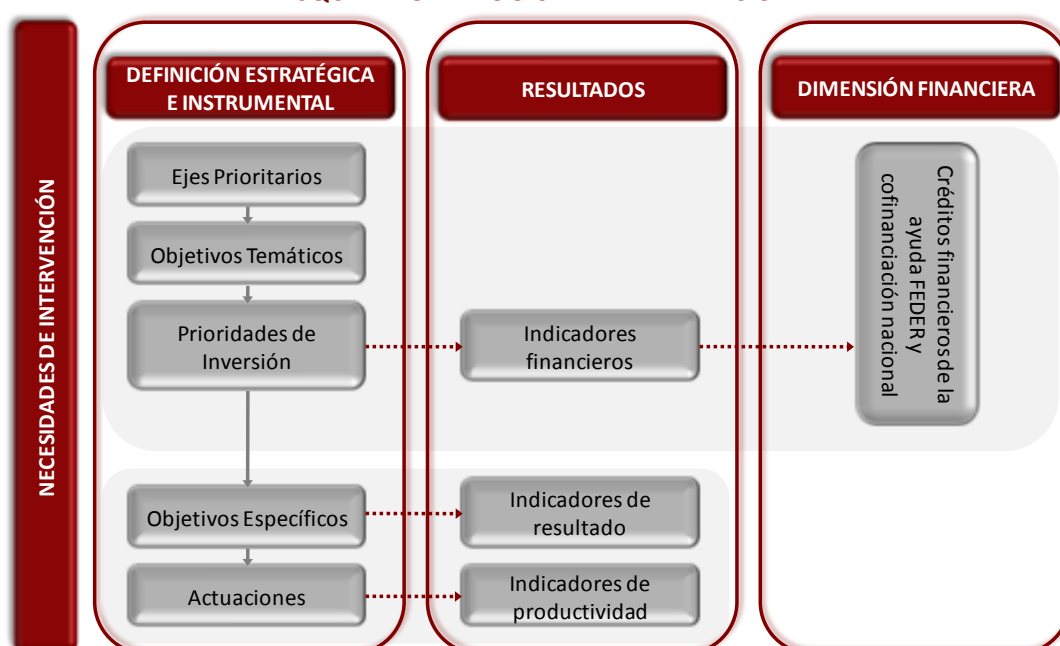 DEFINICIÓN ESTRATÉGICA
E INSTRUMENTAL
RESULTADOS
DIMENSIÓN FINANCIERA
NECESIDADES DE INTERVENCIÓN
Ejes Prioritarios
Objetivos Temáticos
Prioridades de
Inversión
Indicadores
financieros
Créditos financieros de la
ayuda FEDER y
cofinanciación nacional
Objetivos Específicos
Indicadores de
resultado
Actuaciones
Indicadores de
productividad